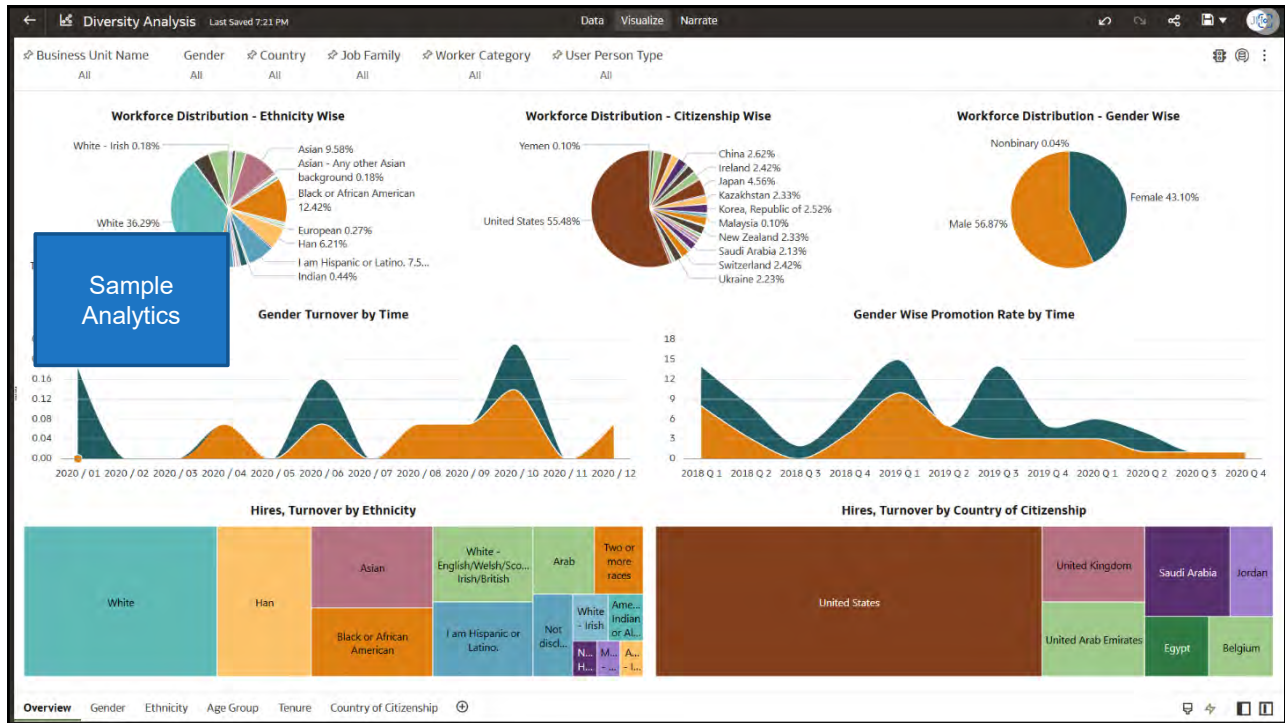 Diversity Analysis Last Saved 7:21 PM
Data Visualize Narrate
Business Unit Name Gender Country Job Family Worker Category User Person Type
All All All All All All
Workforce Distribution - Ethnicity Wise
White - Irish 0.18%
Asian 9.58%
Asian - Any other Asian
background 0.18%
Black or African American
12.42%
White 36.29%
European 0.27%
Han 6.21%
I am Hispanic or Latino. 7.5...
Indian 0.44%
Workforce Distribution - Citizenship Wise
Yemen 0.10%
China 2.62%
Ireland 2.42%
Japan 4.56%
Kazakhstan 2.33%
United States 55.48%
Korea, Republic of 2.52%
Malaysia 0.10%
New Zealand 2.33%
Saudi Arabia 2.13%
Switzerland 2.42%
Ukraine 2.23%
Workforce Distribution - Gender Wise
Nonbinary 0.04%
Female 43.10%
Male 56.87%
Sample
Analytics
Gender Turnover by Time
0.16
0.12
0.08
0.04
0.00
2020 / 01 2020 / 02 2020 / 03 2020 / 04 2020 / 05 2020 / 06 2020 / 07 2020 / 08 2020 / 09 2020 / 10 2020 / 11 2020 / 12
Gender Wise Promotion Rate by Time
18
15
12
9
6
3
0
2018 Q 1 2018 Q 2 2018 Q 3 2018 Q 4 2019 Q 1 2019 Q 2 2019 Q 3 2019 Q 4 2020 Q 1 2020 Q 2 2020 Q 3 2020 Q 4
Hires, Turnover by Ethnicity
White
Han
Asian
Black or African
American
White -
English/Welsh/Sco...
Irish/British
I am Hispanic or
Latino.
Arab
Two or
more
races
Not
discl...
White
- Irish
Ame...
Indian
or Al...
N...
H...
M...
- ...
A...
- I...
Hires, Turnover by Country of Citizenship
United States
United Kingdom
United Arab Emirates
Saudi Arabia
Jordan
Egypt
Belgium
Overview Gender Ethnicity Age Group Tenure Country of Citizenship